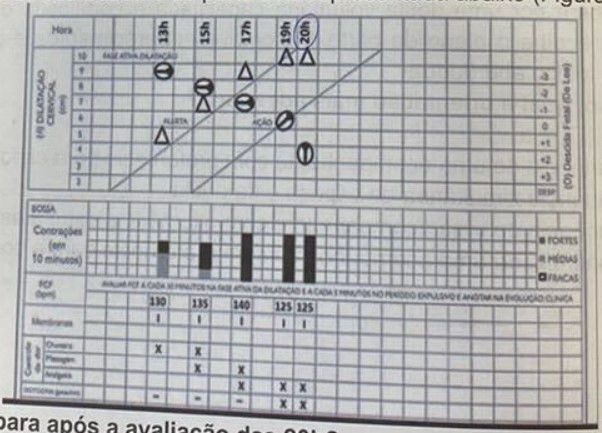 Hora 13h 15h 17h 19h 20h
10 FASE ATIVA DILATAÇÃO
9 -3
8 -2
7 -1
6 ALERTA AÇÃO 0
5 +1
4 +2
3 +3
(Δ) DILATAÇÃO CERVICAL (cm)
(O) Descida Fetal (De Lee)
BOSSA
Contrações
(em
10 minutos)
FORTES
MÉDIAS
FRACAS
FCF
(bpm)
AVALIAR FCF A CADA 30 MINUTOS NA FASE ATIVA DA DILATAÇÃO E A CADA 5 MINUTOS NO PERÍODO EXPULSIVO E ANOTAR NA EVOLUÇÃO CLÍNICA
130 135 140 125 125
Membranas I I I I I
Chuveiro X X
Massagem X X
Analgesia X X X
- - - X X
para após a avaliação das 20h